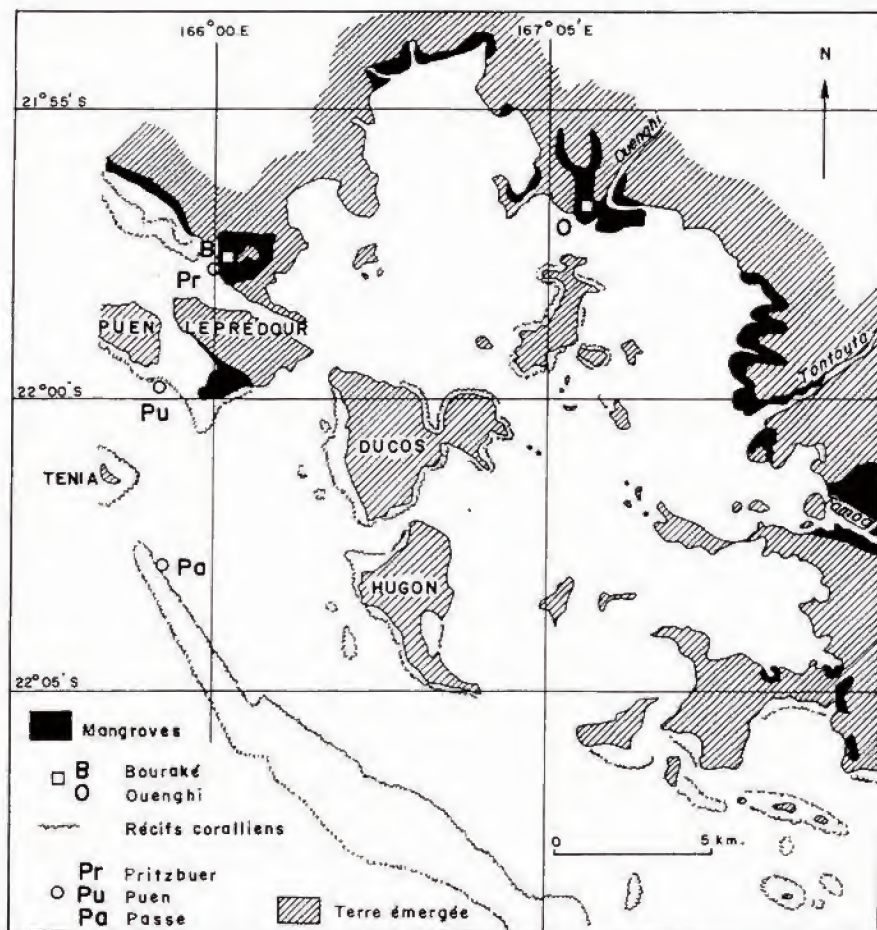 166°00'E
167°05'E
N
21°55'S
Ouenghi
B
O
Pr
PUEN
LEPREDOUR
Tontouta
22°00'S
Pu
DUCOS
TENIA
Pa
HUGON
22°05'S
Mangroves
B Bouraké
O Ouenghi
Récifs coralliens
0 5 km.
Pr Pritzbuer
Pu Puen
Pa Passe
Terre émergée